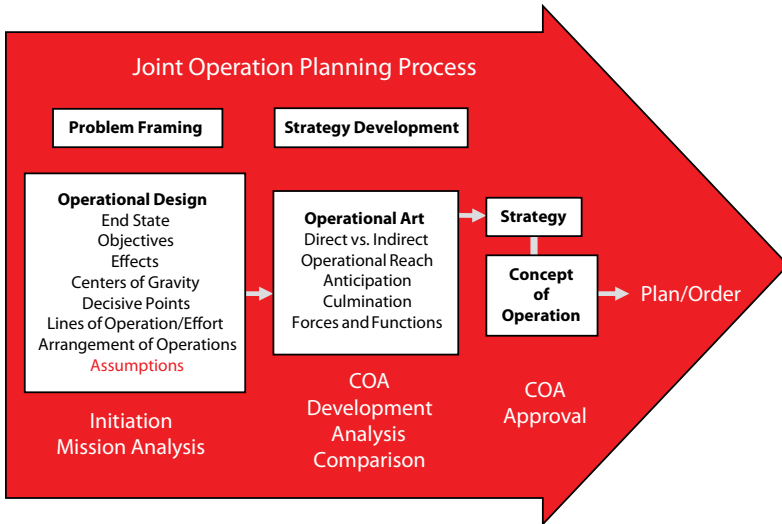 Joint Operation Planning Process
Problem Framing
Strategy Development
Operational Design
End State
Objectives
Effects
Centers of Gravity
Decisive Points
Lines of Operation/Effort
Arrangement of Operations
Assumptions
Operational Art
Direct vs. Indirect
Operational Reach
Anticipation
Culmination
Forces and Functions
Strategy
Concept
of
Operation
Plan/Order
Initiation
Mission Analysis
COA
Development
Analysis
Comparison
COA
Approval